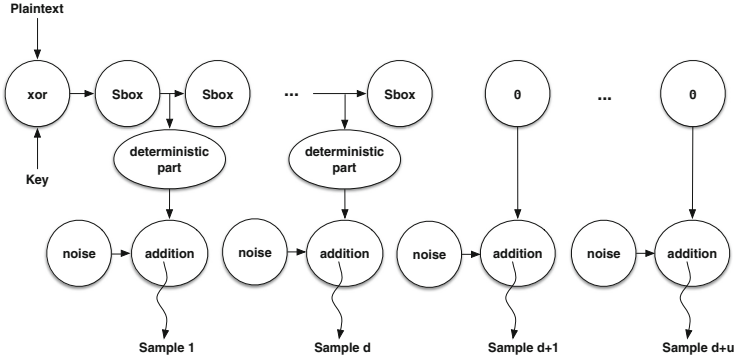 Plaintext
xor
Sbox
Sbox
...
Sbox
0
...
0
deterministic
part
deterministic
part
Key
noise
addition
noise
addition
noise
addition
noise
addition
Sample 1
Sample d
Sample d+1
Sample d+u